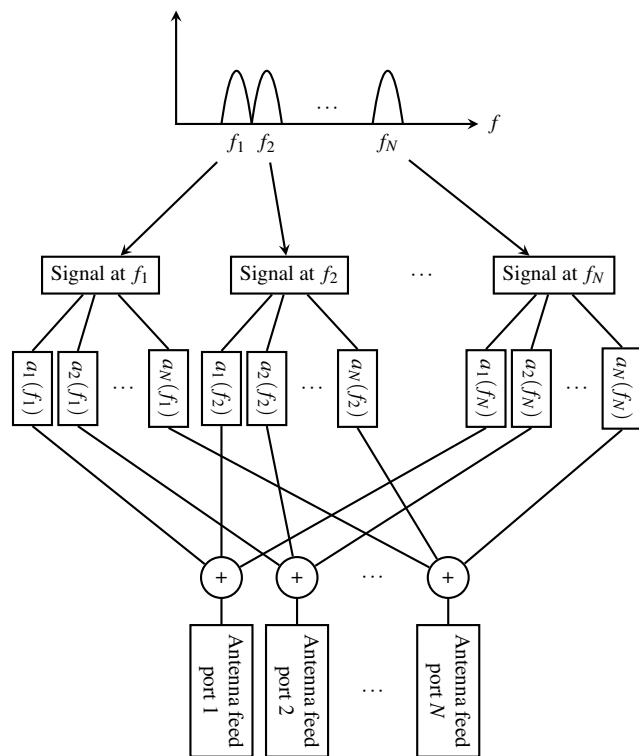 ...
f
f₁ f₂ f_N
Signal at f₁ Signal at f₂ ... Signal at f_N
a₁(f₁) a₂(f₁) ... a_N(f₁) a₁(f₂) a₂(f₂) ... a_N(f₂) a₁(f_N) a₂(f_N) ... a_N(f_N)
+ + ... +
Antenna feed
port 1
Antenna feed
port 2
...
Antenna feed
port N